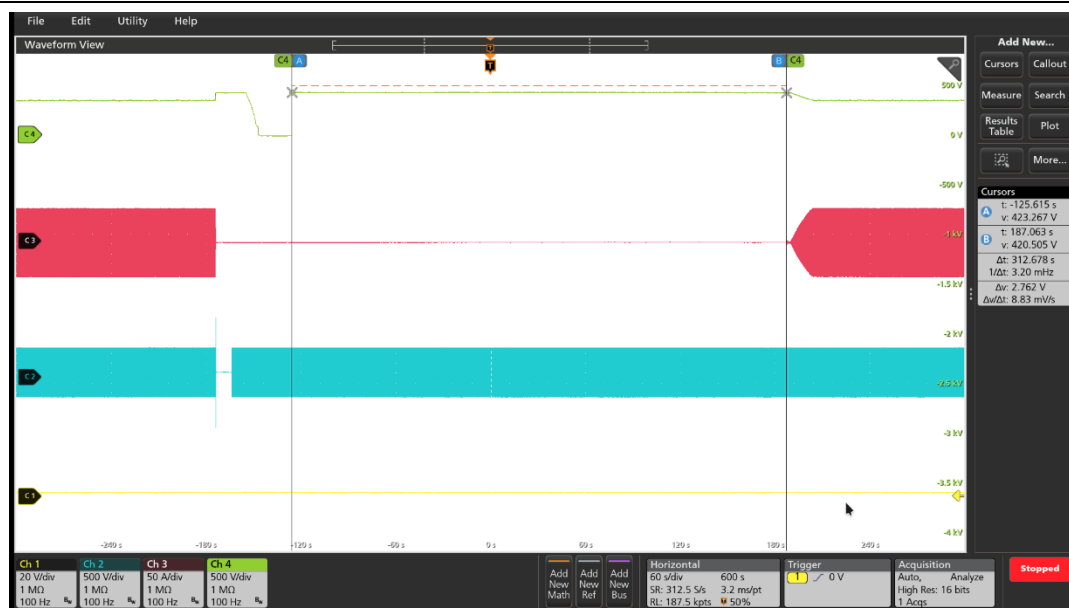 File Edit Utility Help
Waveform View
Add New...
C4 A
B C4
T
T
Cursors Callout
500 V
Measure Search
Results Table Plot
C4
0 V
More...
-500 V
Cursors
A t: -125.615 s
v: 423.267 V
B t: 187.063 s
v: 420.505 V
Δt: 312.678 s
1/Δt: 3.20 mHz
Δv: 2.762 V
Δv/Δt: 8.83 mV/s
C3
-1 kV
-1.5 kV
-2 kV
C2
-2.5 kV
-3 kV
-3.5 kV
C1
-4 kV
-240 s -180 s -120 s -60 s 0 s 60 s 120 s 180 s 240 s
Ch 1
20 V/div
1 MΩ
100 Hz Bw
Ch 2
500 V/div
1 MΩ
100 Hz Bw
Ch 3
50 A/div
1 MΩ
100 Hz Bw
Ch 4
500 V/div
1 MΩ
100 Hz Bw
Add New Math
Add New Ref
Add New Bus
Horizontal
60 s/div 600 s
SR: 312.5 S/s 3.2 ms/pt
RL: 187.5 kpts 50%
Trigger
1 0 V
Acquisition
Auto, Analyze
High Res: 16 bits
1 Acqs
Stopped